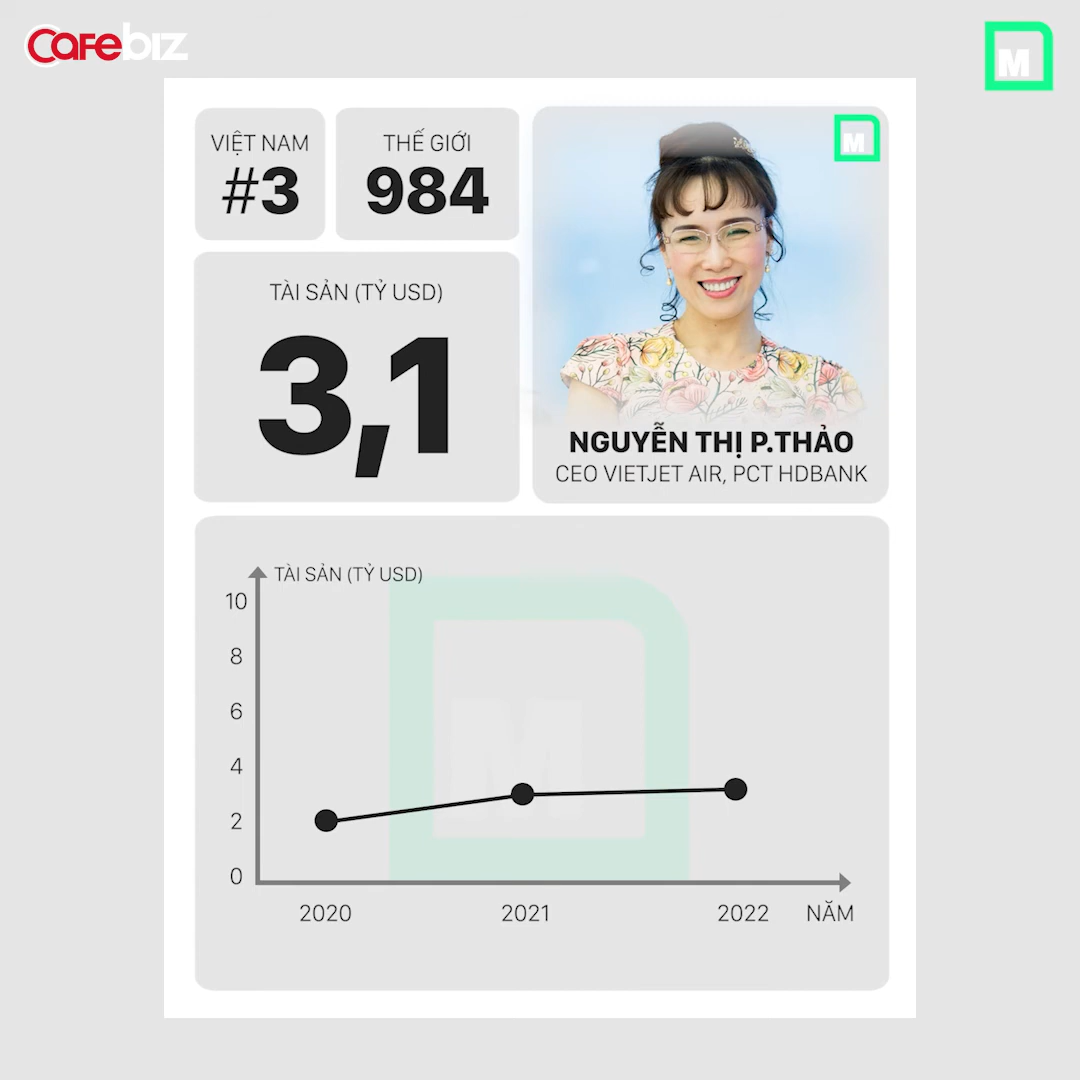 Cafebiz
M
VIỆT NAM
#3
THẾ GIỚI
984
M
TÀI SẢN (TỶ USD)
3,1
NGUYỄN THỊ P.THẢO
CEO VIETJET AIR, PCT HDBANK
TÀI SẢN (TỶ USD)
10
8
6
4
2
0
M
2020
2021
2022
NĂM